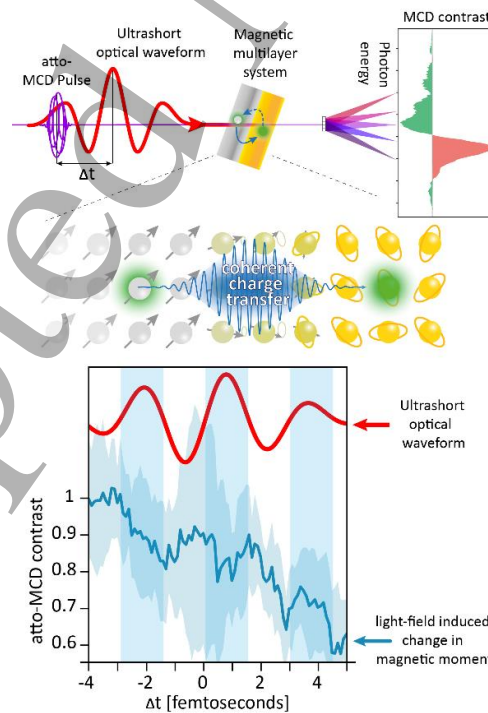 MCD contrast
Ultrashort
optical waveform
Magnetic
multilayer
system
atto-
MCD Pulse
Photon
energy
Δt
coherent
charge
transfer
Ultrashort
optical
waveform
1
0.9
0.8
0.7
0.6
atto-MCD contrast
light-field induced
change in
magnetic moment
-4
-2
0
2
4
Δt [femtoseconds]